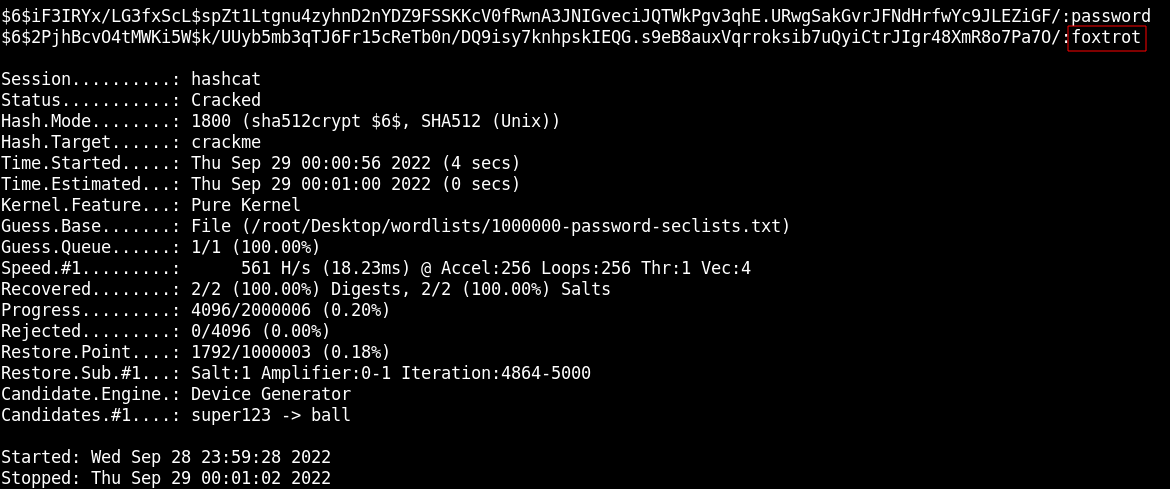 $6$iF3IRYx/LG3fxScL$spZt1Ltgnu4zyhnD2nYDZ9FSSKKcV0fRwnA3JNIGveciJQTWkPgv3qhE.URwgSakGvrJFNdHrfwYc9JLEZiGF/:password
$6$2PjhBcvO4tMWKi5W$k/UUyb5mb3qTJ6Fr15cReTb0n/DQ9isy7knhpskIEQG.s9eB8auxVqrroksib7uQyiCtrJIgr48XmR8o7Pa7O/:foxtrot
Session..........: hashcat
Status...........: Cracked
Hash.Mode........: 1800 (sha512crypt $6$, SHA512 (Unix))
Hash.Target......: crackme
Time.Started.....: Thu Sep 29 00:00:56 2022 (4 secs)
Time.Estimated...: Thu Sep 29 00:01:00 2022 (0 secs)
Kernel.Feature...: Pure Kernel
Guess.Base.......: File (/root/Desktop/wordlists/1000000-password-seclists.txt)
Guess.Queue......: 1/1 (100.00%)
Speed.#1.........:      561 H/s (18.23ms) @ Accel:256 Loops:256 Thr:1 Vec:4
Recovered........: 2/2 (100.00%) Digests, 2/2 (100.00%) Salts
Progress.........: 4096/2000006 (0.20%)
Rejected.........: 0/4096 (0.00%)
Restore.Point....: 1792/1000003 (0.18%)
Restore.Sub.#1...: Salt:1 Amplifier:0-1 Iteration:4864-5000
Candidate.Engine.: Device Generator
Candidates.#1....: super123 -> ball
Started: Wed Sep 28 23:59:28 2022
Stopped: Thu Sep 29 00:01:02 2022